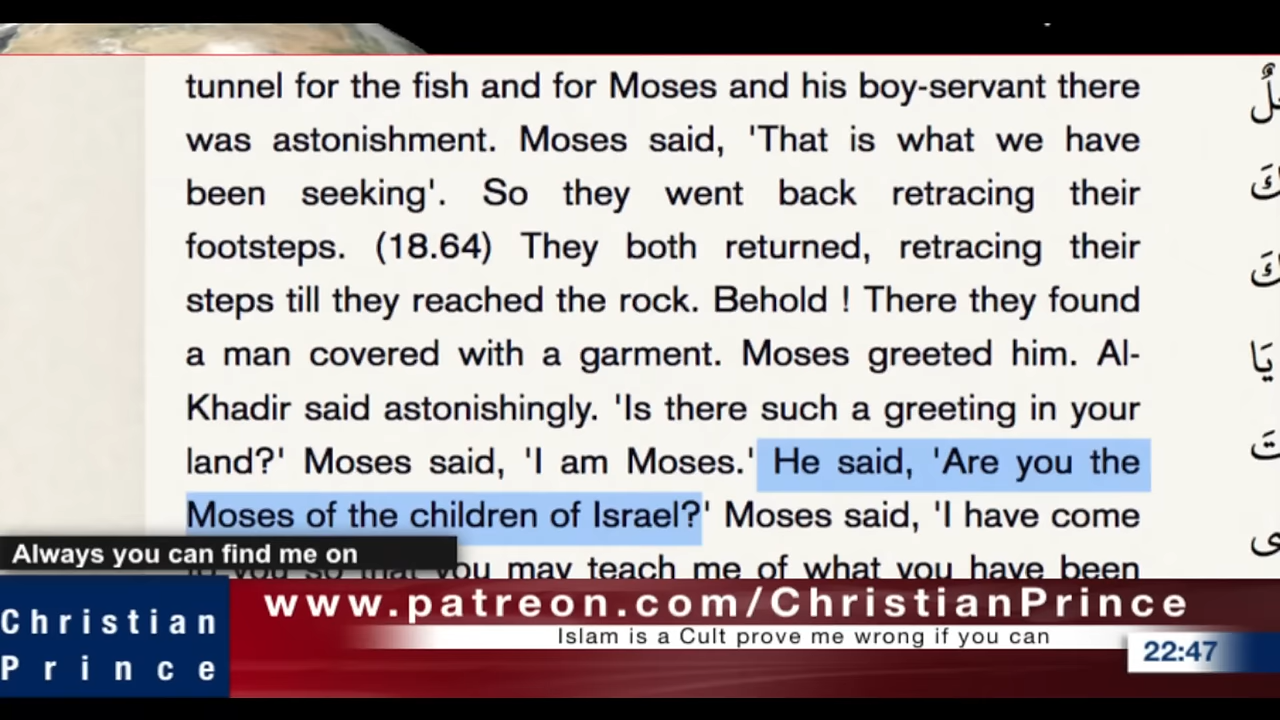 tunnel for the fish and for Moses and his boy-servant there
was astonishment. Moses said, 'That is what we have
been seeking'. So they went back retracing their
footsteps. (18.64) They both returned, retracing their
steps till they reached the rock. Behold ! There they found
a man covered with a garment. Moses greeted him. Al-
Khadir said astonishingly. 'Is there such a greeting in your
land?' Moses said, 'I am Moses.' He said, 'Are you the
Moses of the children of Israel?' Moses said, 'I have come
to you so that you may teach me of what you have been
Always you can find me on
www.patreon.com/ChristianPrince
Islam is a Cult prove me wrong if you can
Christian
Prince
22:47
يَا